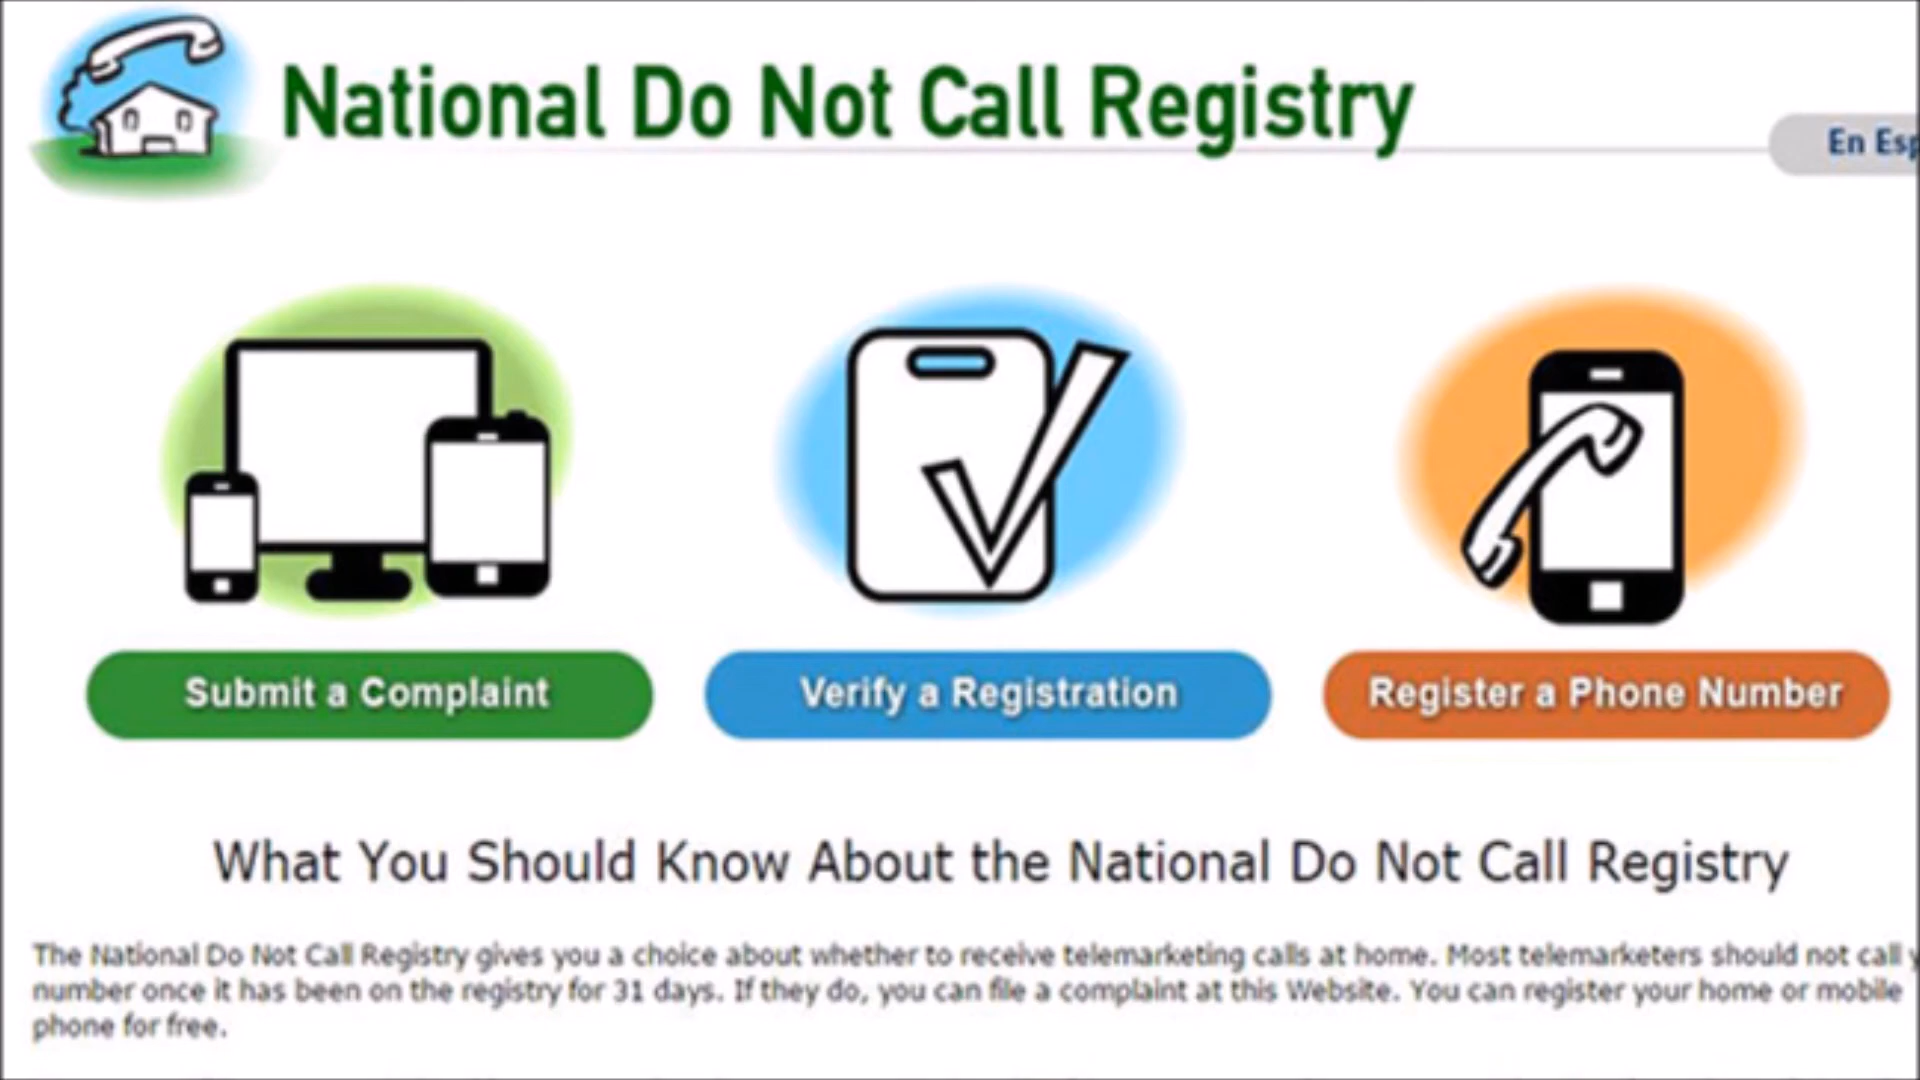 National Do Not Call Registry
En Esp
Submit a Complaint
Verify a Registration
Register a Phone Number
What You Should Know About the National Do Not Call Registry
The National Do Not Call Registry gives you a choice about whether to receive telemarketing calls at home. Most telemarketers should not call y
number once it has been on the registry for 31 days. If they do, you can file a complaint at this Website. You can register your home or mobile
phone for free.